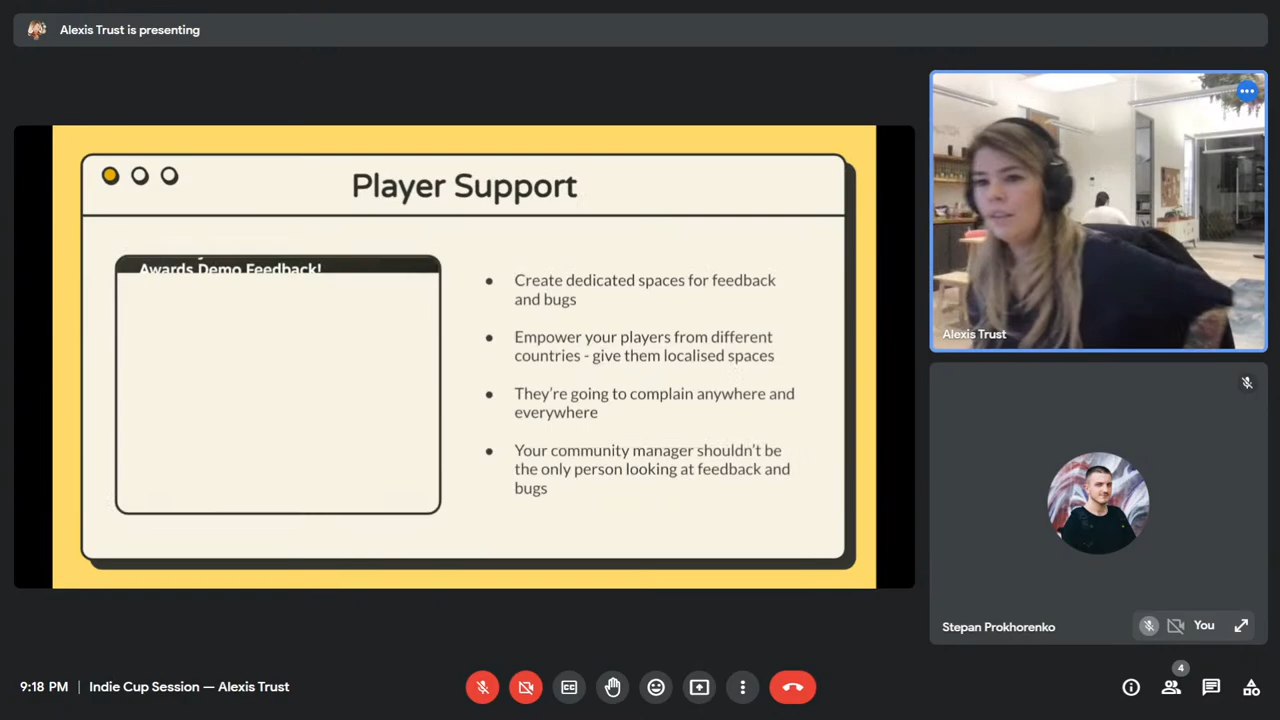 Alexis Trust is presenting
Player Support
Awards Demo Feedback!
● Create dedicated spaces for feedback
and bugs
● Empower your players from different
countries - give them localised spaces
● They're going to complain anywhere and
everywhere
● Your community manager shouldn't be
the only person looking at feedback and
bugs
Alexis Trust
Stepan Prokhorenko
You
9:18 PM | Indie Cup Session — Alexis Trust
4